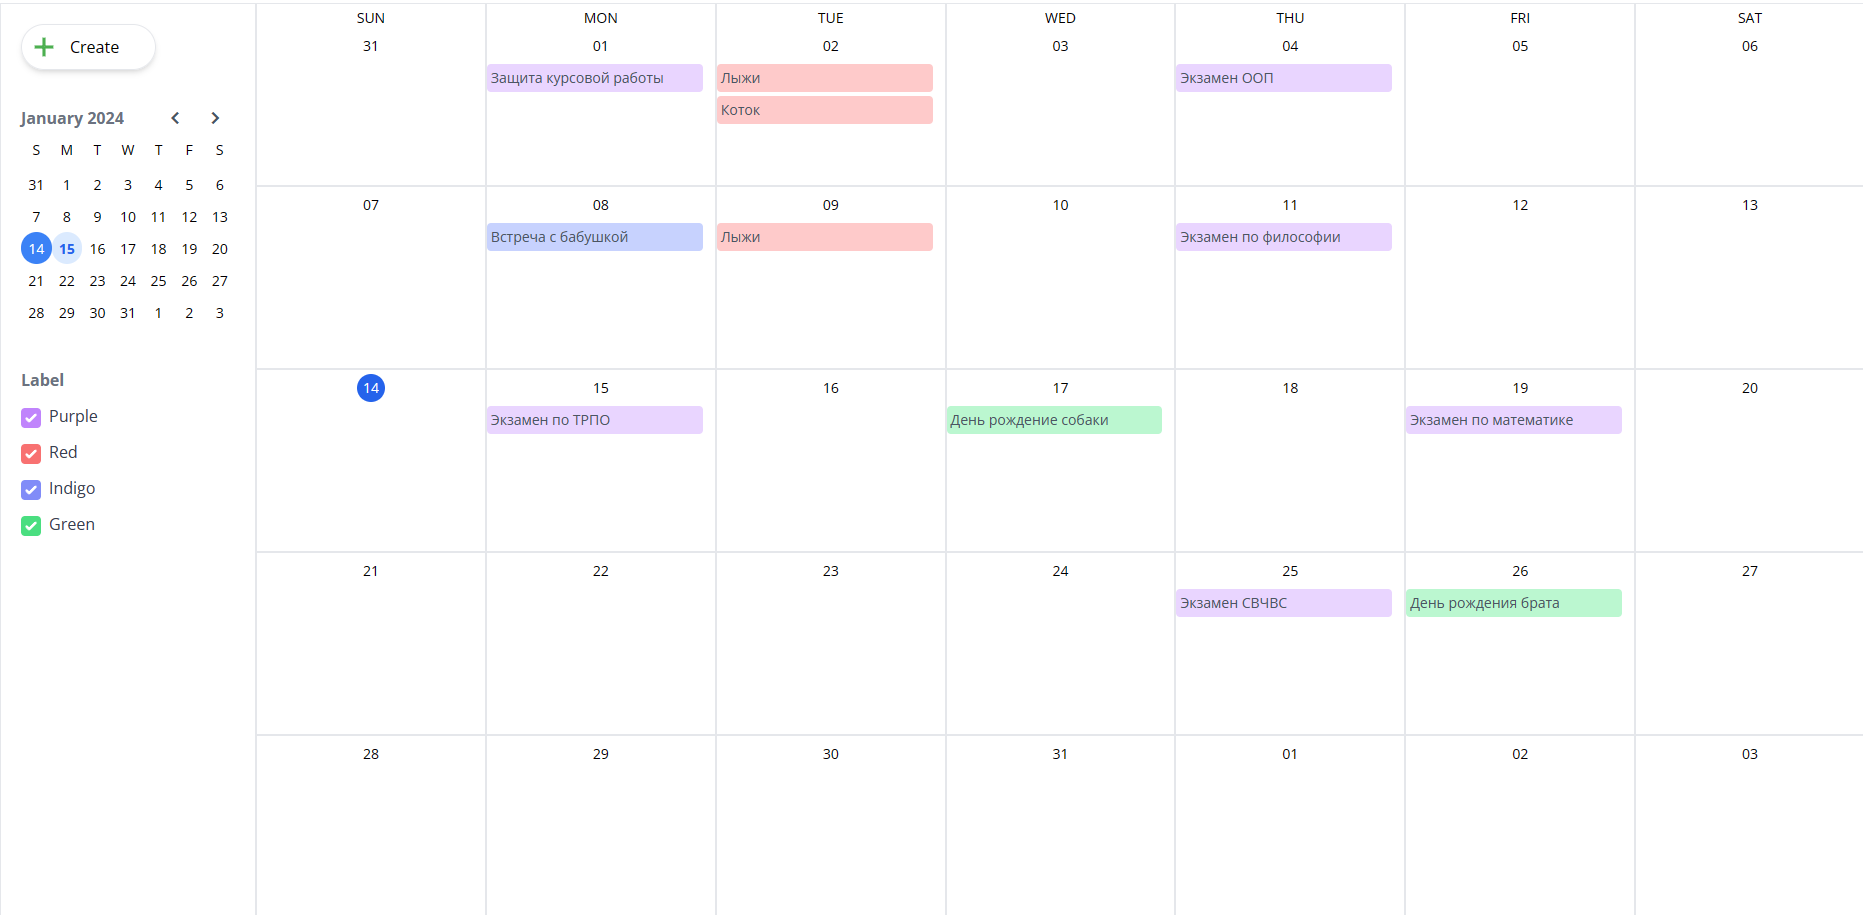 Create
January 2024
S M T W T F S
31 1 2 3 4 5 6
7 8 9 10 11 12 13
14 15 16 17 18 19 20
21 22 23 24 25 26 27
28 29 30 31 1 2 3
Label
Purple
Red
Indigo
Green
SUN MON TUE WED THU FRI SAT
31 01 02 03 04 05 06
Защита курсовой работы Лыжи Экзамен ООП
Коток
07 08 09 10 11 12 13
Встреча с бабушкой Лыжи Экзамен по философии
14 15 16 17 18 19 20
Экзамен по ТРПО День рождение собаки Экзамен по математике
21 22 23 24 25 26 27
Экзамен СВЧВС День рождения брата
28 29 30 31 01 02 03